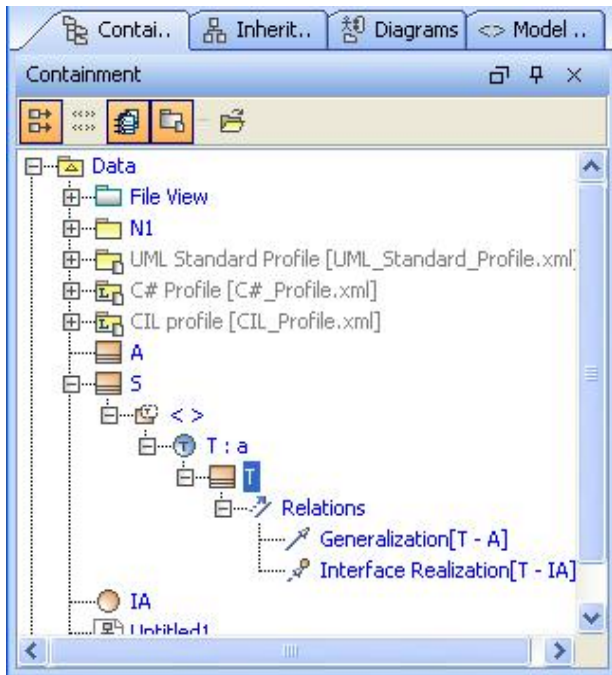 Contai.. Inherit.. Diagrams <> Model ..
Containment
Data
File View
N1
UML Standard Profile [UML_Standard_Profile.xml]
C# Profile [C#_Profile.xml]
CIL profile [CIL_Profile.xml]
A
S
< >
T : a
T
Relations
Generalization[T - A]
Interface Realization[T - IA]
IA
Untitled1